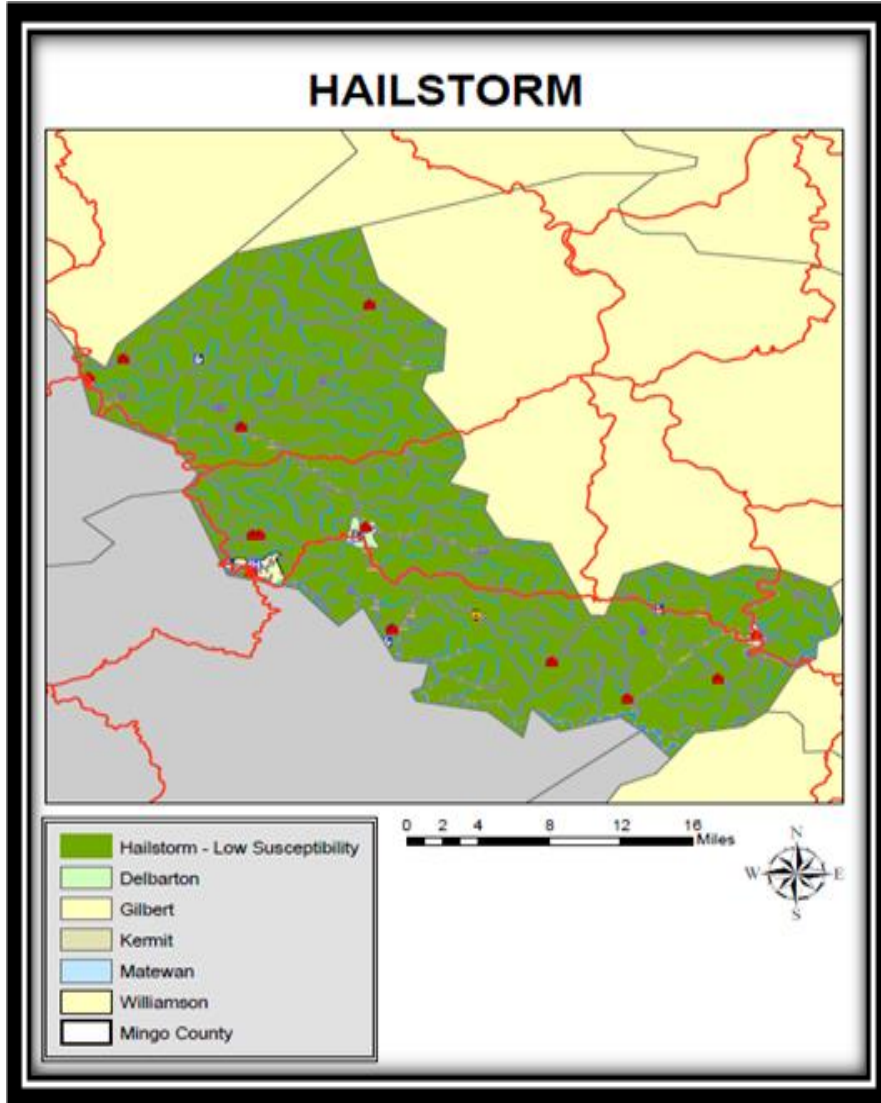 HAILSTORM
0 2 4 8 12 16
Miles
N
W E
S
Hailstorm - Low Susceptibility
Delbarton
Gilbert
Kermit
Matewan
Williamson
Mingo County